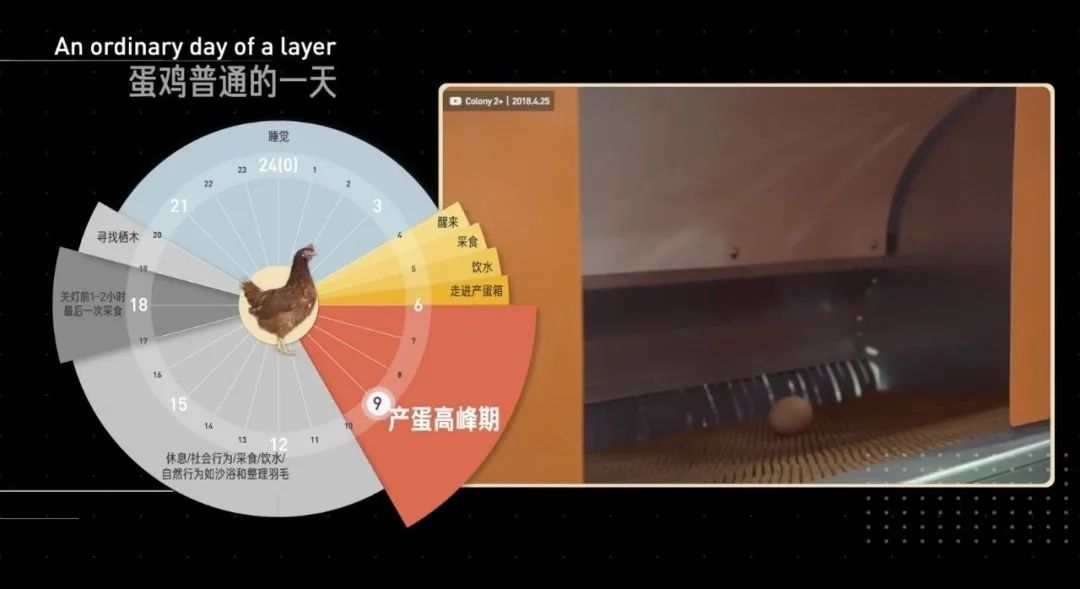 An ordinary day of a layer
蛋鸡普通的一天
Colony 2+ | 2018.4.25
睡觉
24(0)
1
2
3
4
5
6
7
8
9
10
11
12
13
14
15
16
17
18
19
20
21
22
23
醒来
采食
饮水
走进产蛋箱
产蛋高峰期
休息/社会行为/采食/饮水/
自然行为如沙浴和整理羽毛
关灯前1-2小时
最后一次采食
寻找栖木